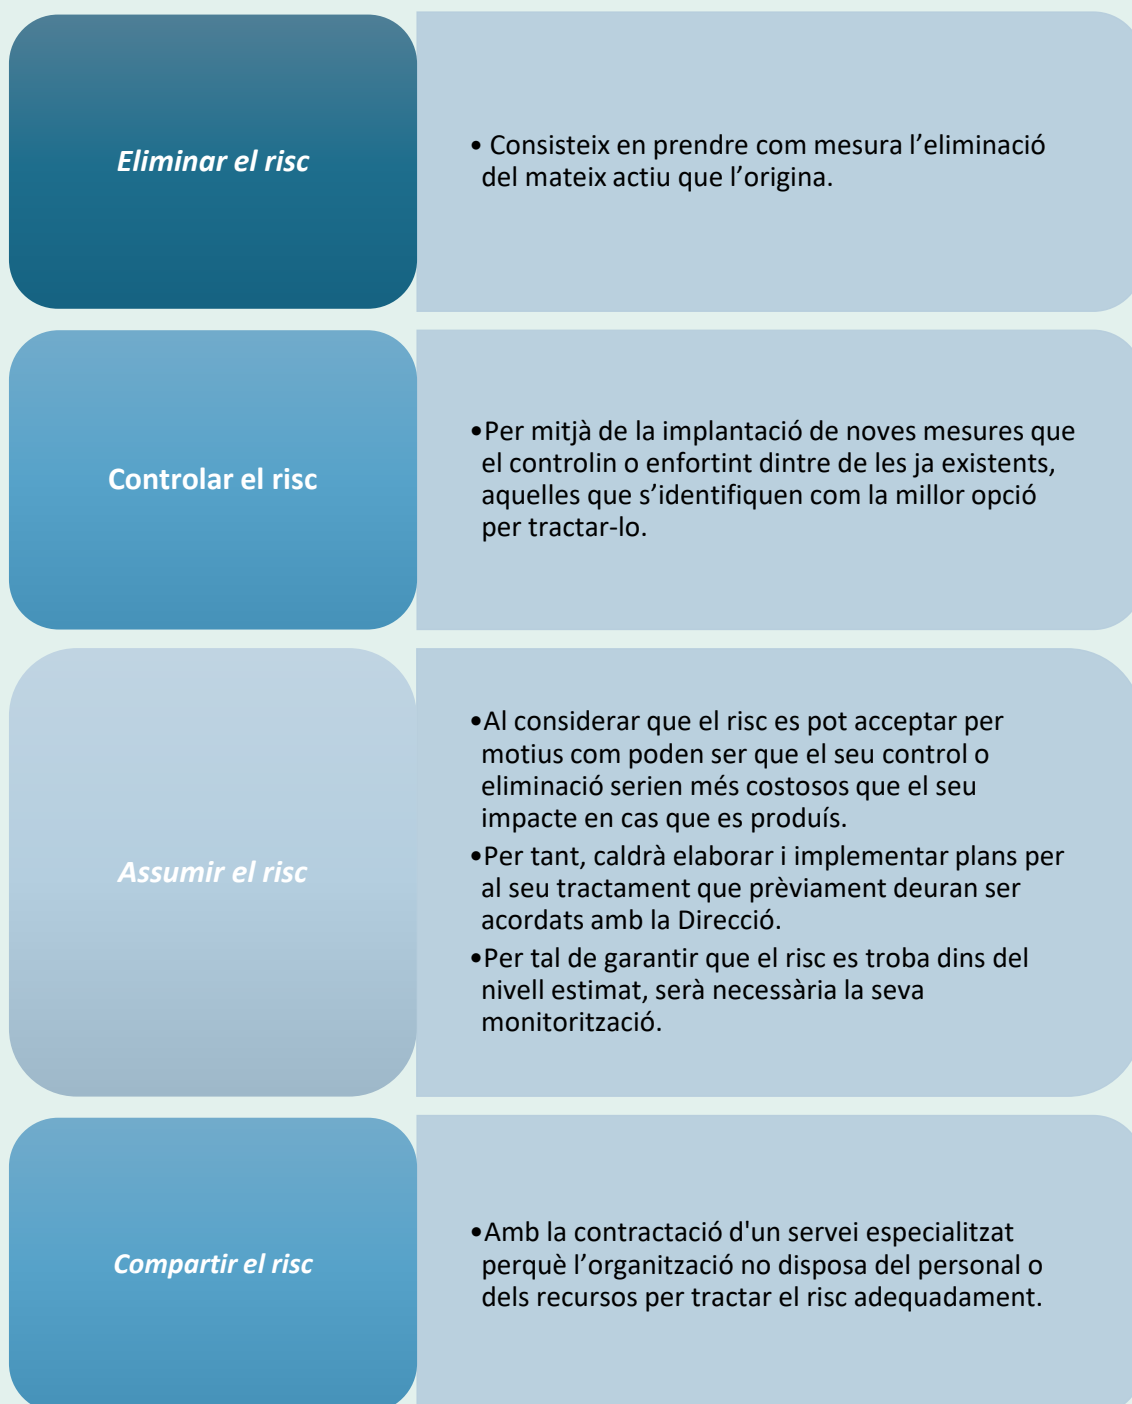 Eliminar el risc
• Consisteix en prendre com mesura l’eliminació
del mateix actiu que l’origina.
Controlar el risc
•Per mitjà de la implantació de noves mesures que
el controlin o enfortint dintre de les ja existents,
aquelles que s’identifiquen com la millor opció
per tractar-lo.
Assumir el risc
•Al considerar que el risc es pot acceptar per
motius com poden ser que el seu control o
eliminació serien més costosos que el seu
impacte en cas que es produís.
•Per tant, caldrà elaborar i implementar plans per
al seu tractament que prèviament deuran ser
acordats amb la Direcció.
•Per tal de garantir que el risc es troba dins del
nivell estimat, serà necessària la seva
monitorització.
Compartir el risc
•Amb la contractació d'un servei especialitzat
perquè l’organització no disposa del personal o
dels recursos per tractar el risc adequadament.